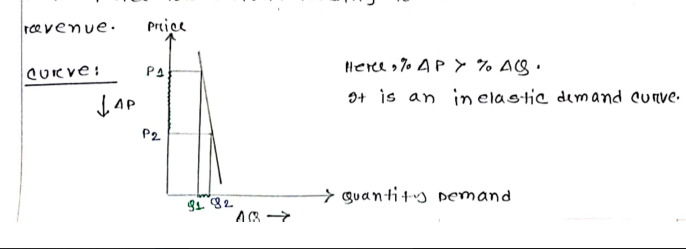 revenue.
Price
curve:
P1
Here, % ΔP > % ΔQ.
↓ ΔP
It is an inelastic demand curve.
P2
Quantity Demand
Q1 Q2
ΔQ →